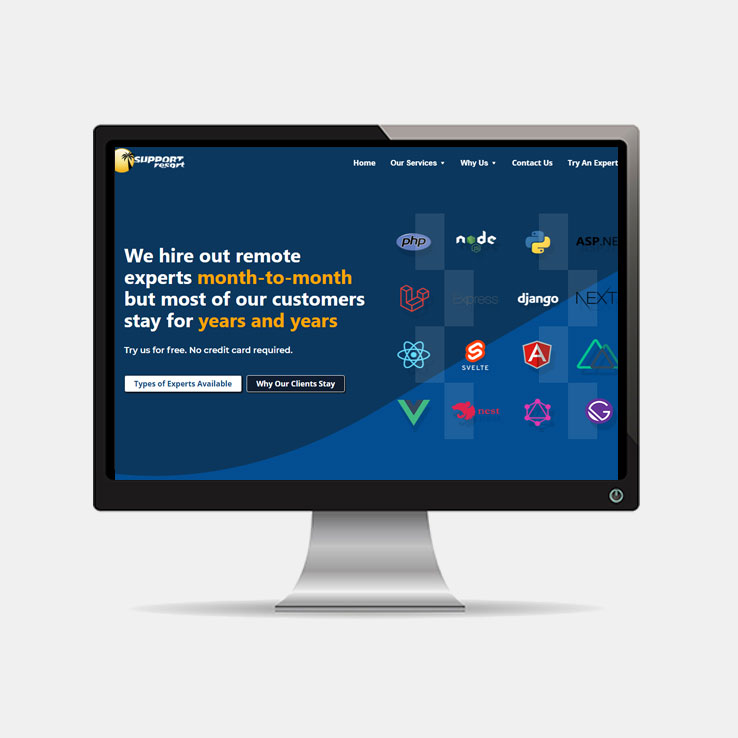 SUPPORT
resort
Home Our Services Why Us Contact Us Try An Expert
We hire out remote
experts month-to-month
but most of our customers
stay for years and years
Try us for free. No credit card required.
Types of Experts Available Why Our Clients Stay
php node ASP.NE
JS
Express django NEXT
SVELTE
nest